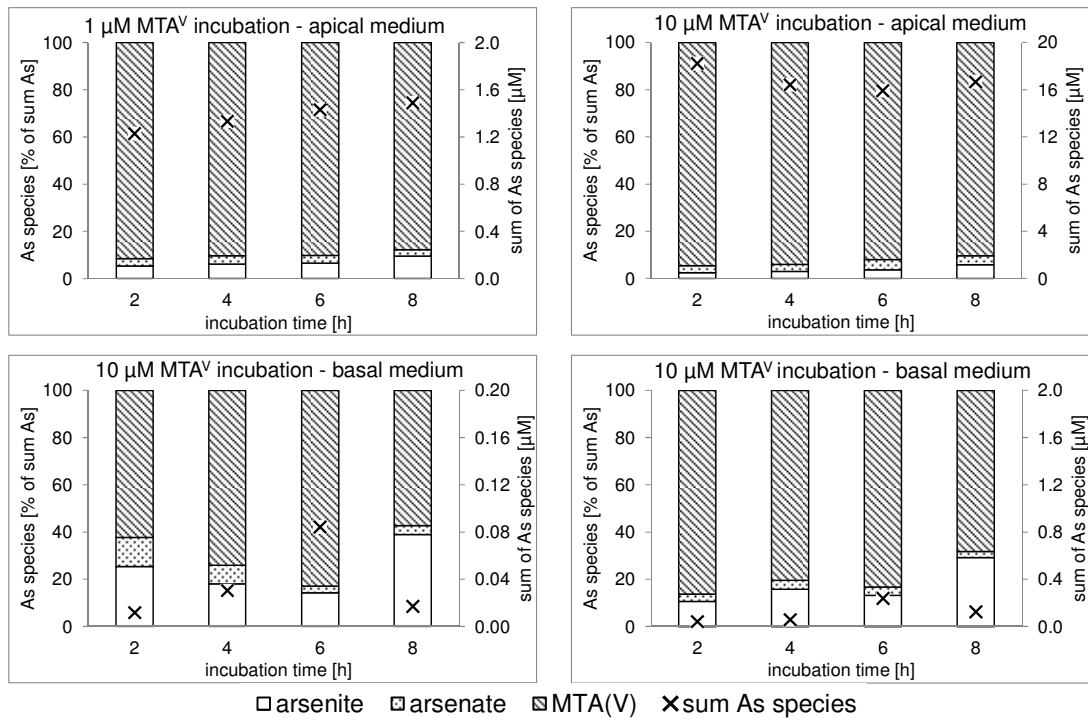 1 µM MTAV incubation - apical medium
As species [% of sum As]
100
80
60
40
20
0
2.0
1.6
1.2
0.8
0.4
0.0
sum of As species [µM]
2 4 6 8
incubation time [h]
10 µM MTAV incubation - apical medium
As species [% of sum As]
100
80
60
40
20
0
20
16
12
8
4
0
sum of As species [µM]
2 4 6 8
incubation time [h]
10 µM MTAV incubation - basal medium
As species [% of sum As]
100
80
60
40
20
0
0.20
0.16
0.12
0.08
0.04
0.00
sum of As species [µM]
2 4 6 8
incubation time [h]
10 µM MTAV incubation - basal medium
As species [% of sum As]
100
80
60
40
20
0
2.0
1.6
1.2
0.8
0.4
0.0
sum of As species [µM]
2 4 6 8
incubation time [h]
arsenite arsenate MTA(V) sum As species